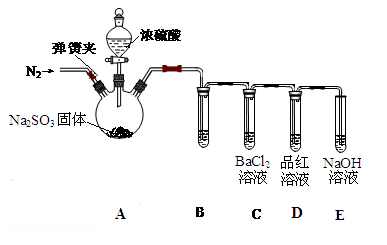 弹簧夹
浓硫酸
N₂
Na₂SO₃固体
BaCl₂ 品红 NaOH
溶液 溶液 溶液
A B C D E